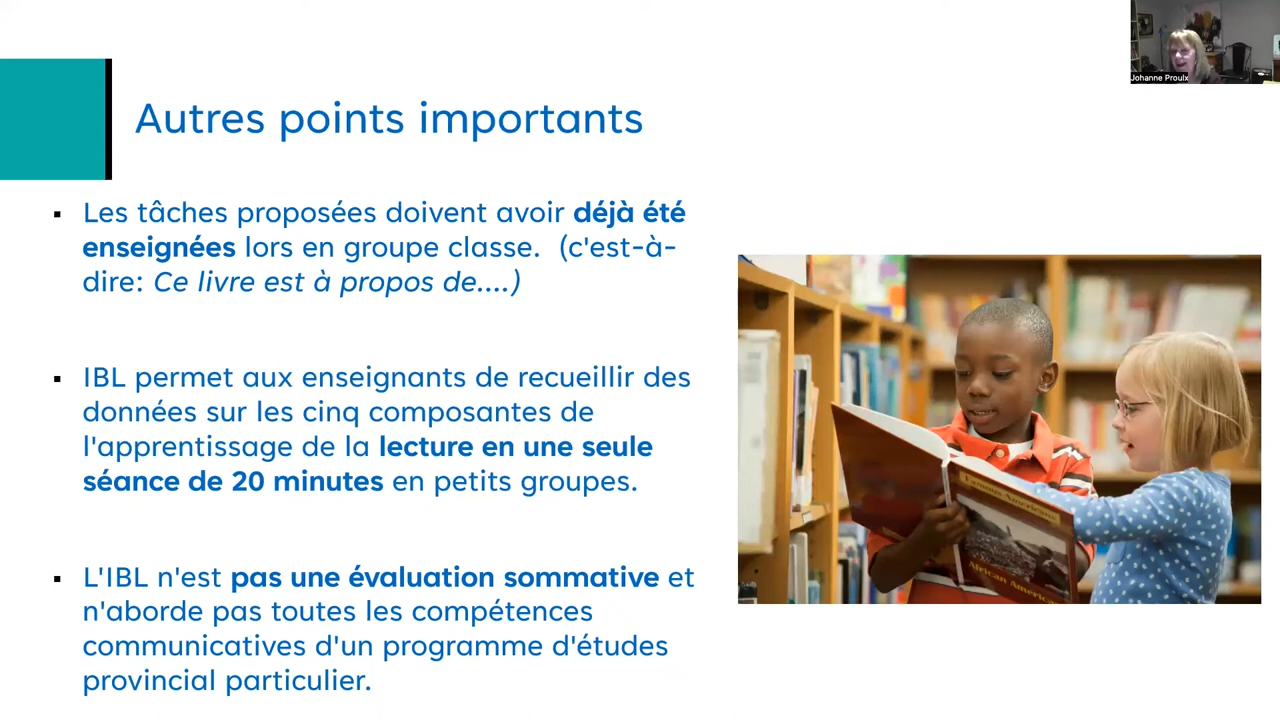 Johanne Proulx
Autres points importants
▪ Les tâches proposées doivent avoir déjà été
enseignées lors en groupe classe.  (c'est-à-
dire: Ce livre est à propos de....)
▪ IBL permet aux enseignants de recueillir des
données sur les cinq composantes de
l'apprentissage de la lecture en une seule
séance de 20 minutes en petits groupes.
▪ L'IBL n'est pas une évaluation sommative et
n'aborde pas toutes les compétences
communicatives d'un programme d'études
provincial particulier.
Famous Americans
African American